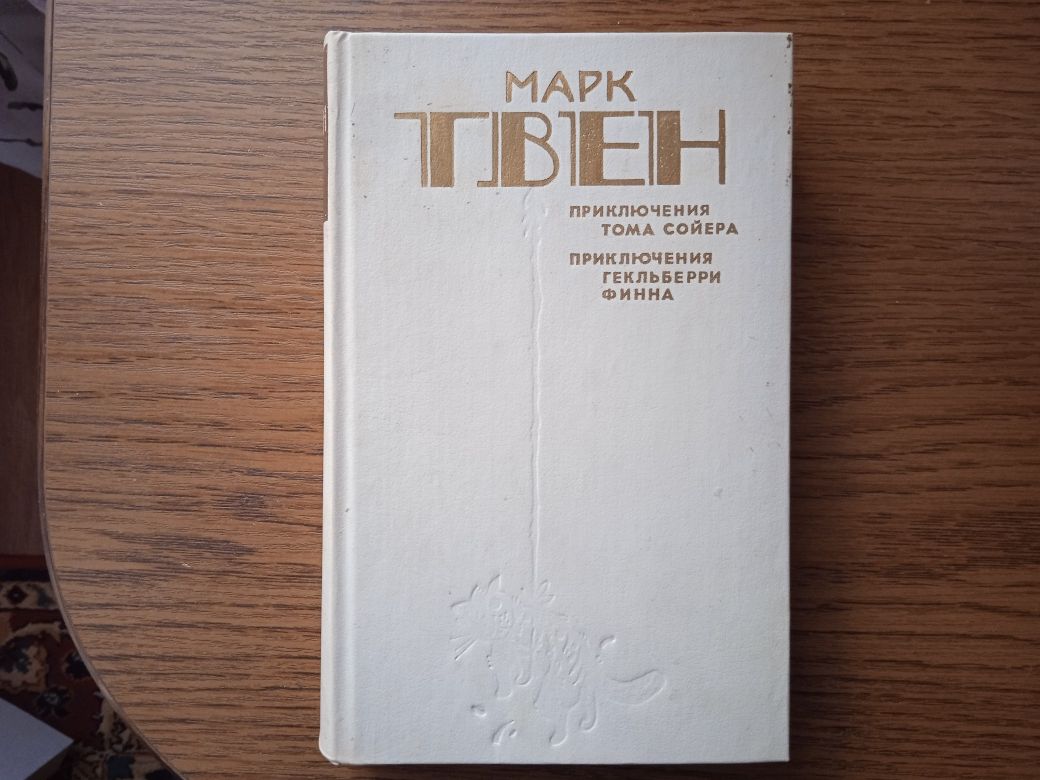 МАРК
ТВЕН
ПРИКЛЮЧЕНИЯ
ТОМА СОЙЕРА
ПРИКЛЮЧЕНИЯ
ГЕКЛЬБЕРРИ
ФИННА